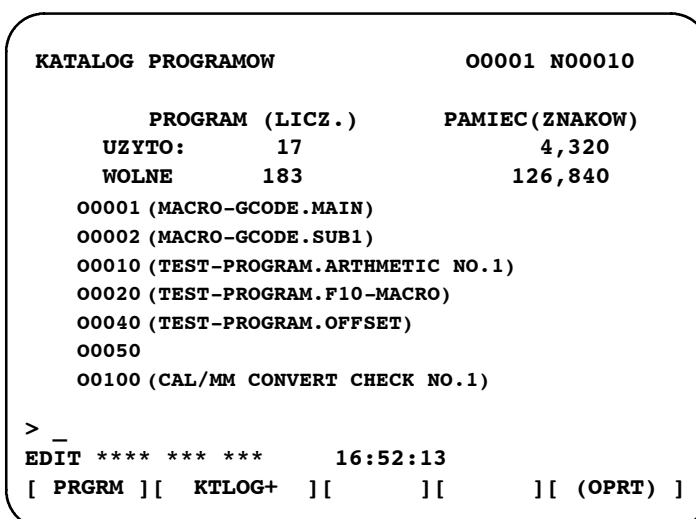 KATALOG PROGRAMOW O0001 N00010
PROGRAM (LICZ.) PAMIEC(ZNAKOW)
UZYTO: 17 4,320
WOLNE 183 126,840
O0001 (MACRO-GCODE.MAIN)
O0002 (MACRO-GCODE.SUB1)
O0010 (TEST-PROGRAM.ARTHMETIC NO.1)
O0020 (TEST-PROGRAM.F10-MACRO)
O0040 (TEST-PROGRAM.OFFSET)
O0050
O0100 (CAL/MM CONVERT CHECK NO.1)
> _
EDIT **** *** *** 16:52:13
[ PRGRM ][ KTLOG+ ][ ][ ][ (OPRT) ]